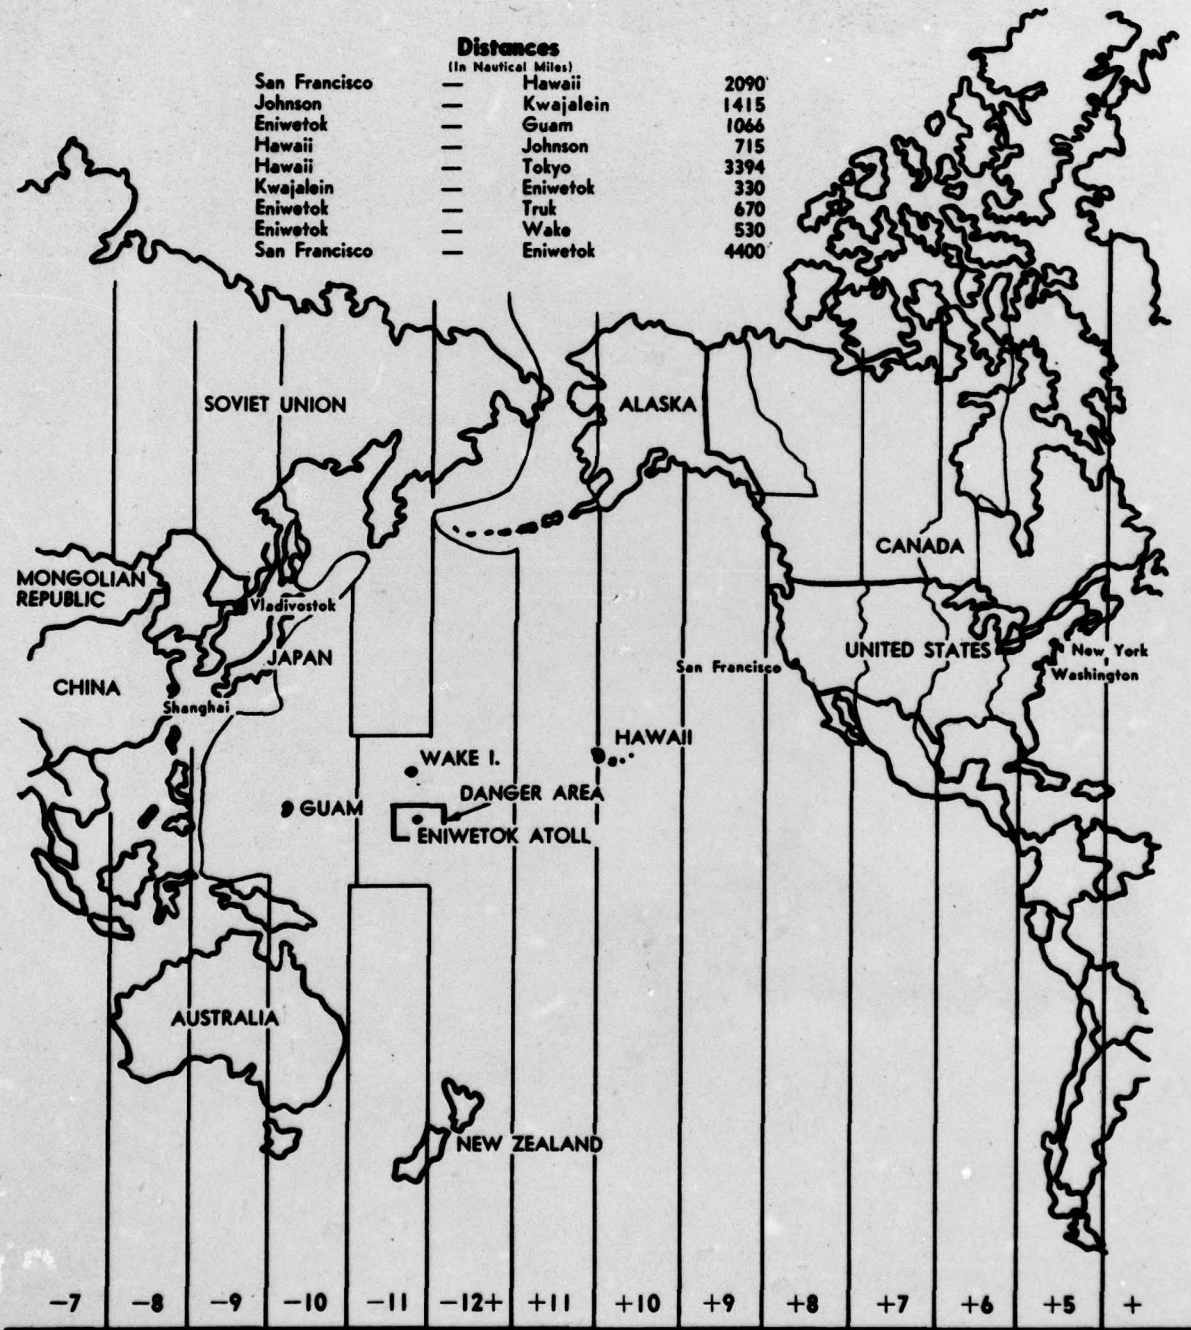 Distances
(In Nautical Miles)
San Francisco — Hawaii 2090
Johnson — Kwajalein 1415
Eniwetok — Guam 1066
Hawaii — Johnson 715
Hawaii — Tokyo 3394
Kwajalein — Eniwetok 330
Eniwetok — Truk 670
Eniwetok — Wake 530
San Francisco — Eniwetok 4400
SOVIET UNION
ALASKA
CANADA
MONGOLIAN
REPUBLIC
Vladivostok
JAPAN
UNITED STATES
New York
San Francisco
Washington
CHINA
Shanghai
HAWAII
WAKE I.
DANGER AREA
GUAM
ENIWETOK ATOLL
AUSTRALIA
NEW ZEALAND
−7 −8 −9 −10 −11 −12+ +11 +10 +9 +8 +7 +6 +5 +